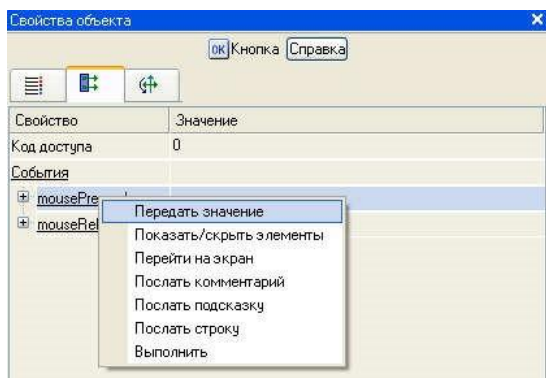 Свойства объекта
OK Кнопка Справка
Свойство Значение
Код доступа 0
События
Передать значение
Показать/скрыть элементы
Перейти на экран
Послать комментарий
Послать подсказку
Послать строку
Выполнить